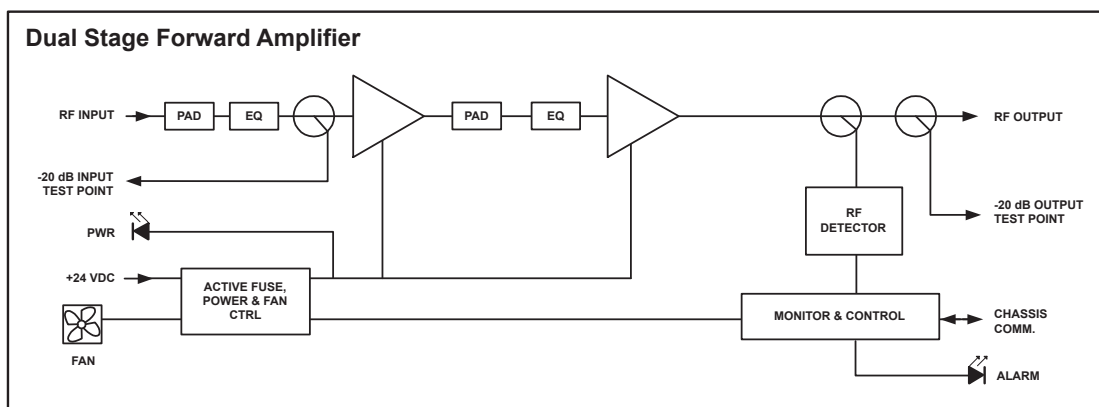 Dual Stage Forward Amplifier
RF INPUT
PAD
EQ
PAD
EQ
RF OUTPUT
-20 dB INPUT
TEST POINT
RF
DETECTOR
-20 dB OUTPUT
TEST POINT
PWR
+24 VDC
ACTIVE FUSE,
POWER & FAN
CTRL
MONITOR & CONTROL
CHASSIS
COMM.
FAN
ALARM